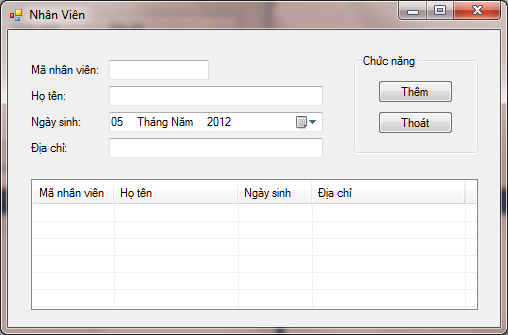 Nhân Viên
Mã nhân viên:
Họ tên:
Ngày sinh: 05 Tháng Năm 2012
Địa chỉ:
Chức năng
Thêm
Thoát
Mã nhân viên Họ tên Ngày sinh Địa chỉ